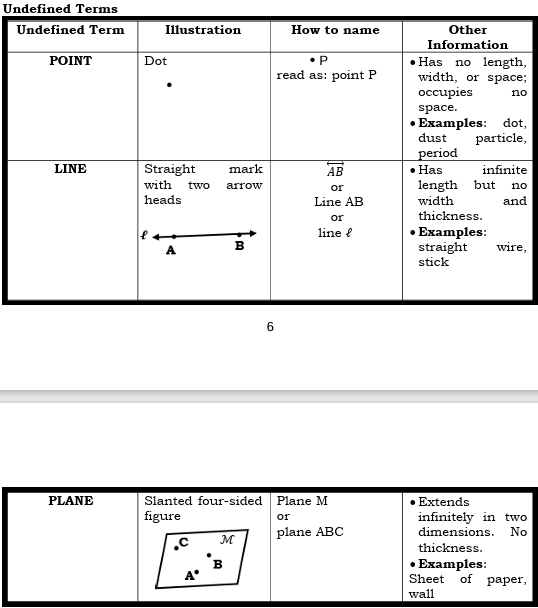 Undefined Terms
Undefined Term
Illustration
How to name
Other
Information
POINT
Dot
• P
read as: point P
• Has no length,
width, or space;
occupies no
space.
• Examples: dot,
dust particle,
period
LINE
Straight mark
with two arrow
heads
ℓ
A
B
AB
or
Line AB
or
line ℓ
• Has infinite
length but no
width and
thickness.
• Examples:
straight wire,
stick
6
PLANE
Slanted four-sided
figure
C
M
B
A
Plane M
or
plane ABC
• Extends
infinitely in two
dimensions. No
thickness.
• Examples:
Sheet of paper,
wall